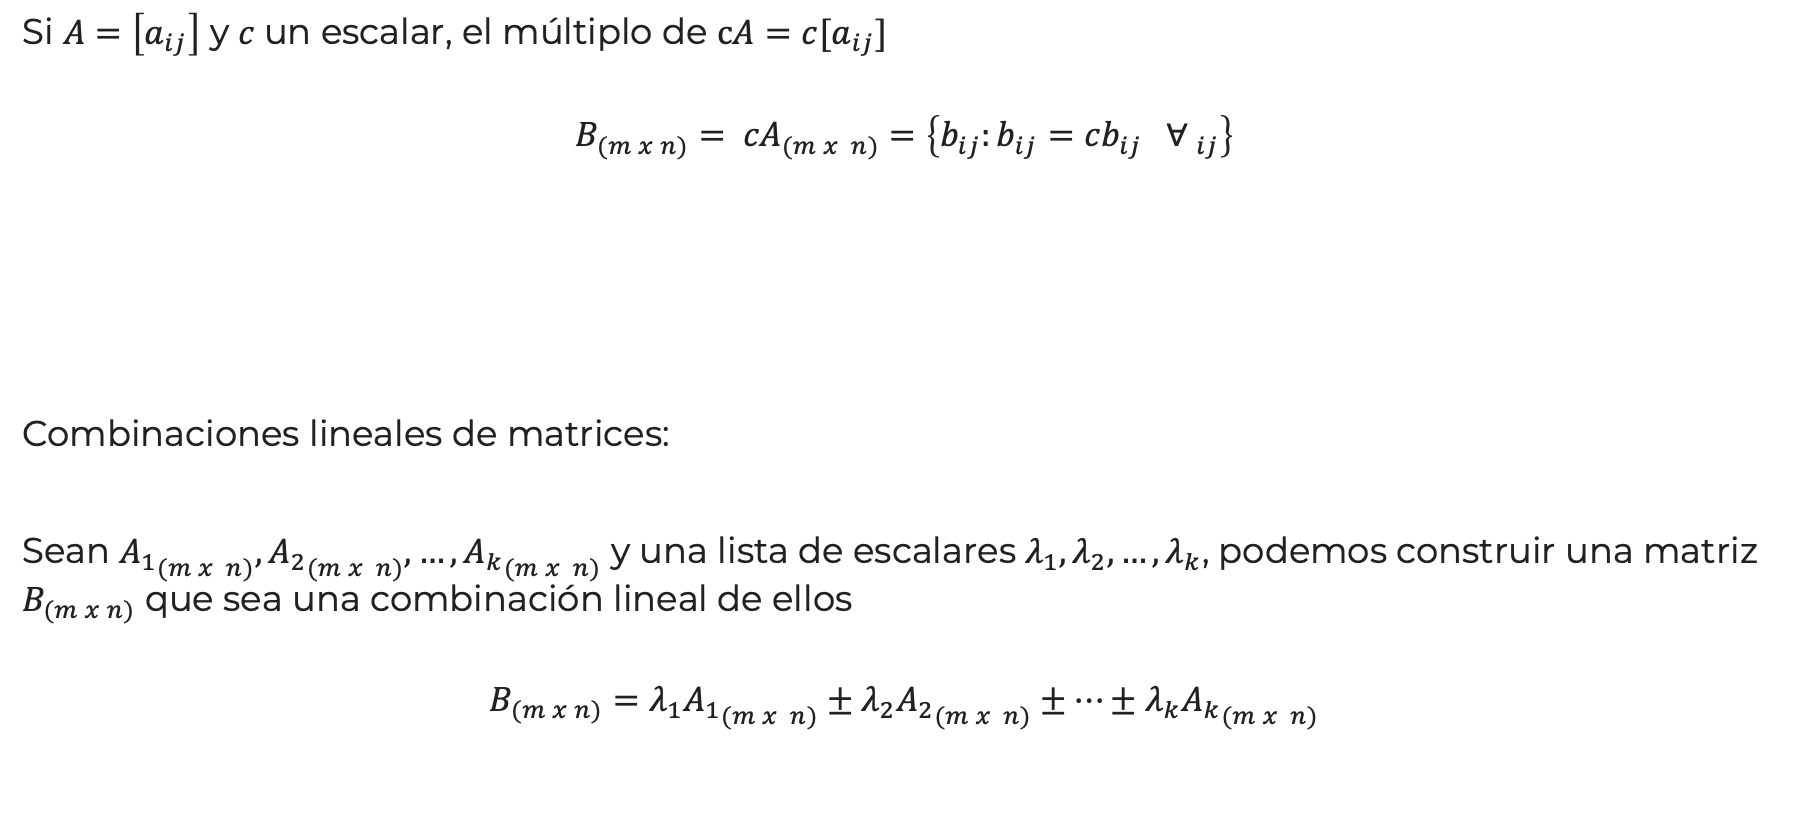 Si A = [a_{ij}] y c un escalar, el múltiplo de cA = c[a_{ij}]
B_{(m x n)} = cA_{(m x n)} = {b_{ij}: b_{ij} = cb_{ij} ∀ _{ij}}
Combinaciones lineales de matrices:
Sean A_{1(m x n)}, A_{2(m x n)}, ..., A_{k(m x n)} y una lista de escalares λ_1, λ_2, ..., λ_k, podemos construir una matriz
B_{(m x n)} que sea una combinación lineal de ellos
B_{(m x n)} = λ_1A_{1(m x n)} ± λ_2A_{2(m x n)} ± ⋯ ± λ_kA_{k(m x n)}